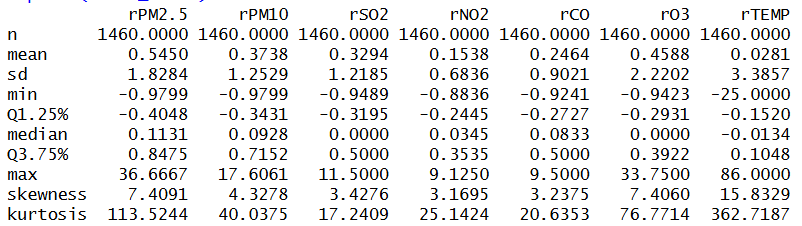 rPM2.5 rPM10 rSO2 rNO2 rCO rO3 rTEMP
n 1460.0000 1460.0000 1460.0000 1460.0000 1460.0000 1460.0000 1460.0000
mean 0.5450 0.3738 0.3294 0.1538 0.2464 0.4588 0.0281
sd 1.8284 1.2529 1.2185 0.6836 0.9021 2.2202 3.3857
min -0.9799 -0.9799 -0.9489 -0.8836 -0.9241 -0.9423 -25.0000
Q1.25% -0.4048 -0.3431 -0.3195 -0.2445 -0.2727 -0.2931 -0.1520
median 0.1131 0.0928 0.0000 0.0345 0.0833 0.0000 -0.0134
Q3.75% 0.8475 0.7152 0.5000 0.3535 0.5000 0.3922 0.1048
max 36.6667 17.6061 11.5000 9.1250 9.5000 33.7500 86.0000
skewness 7.4091 4.3278 3.4276 3.1695 3.2375 7.4060 15.8329
kurtosis 113.5244 40.0375 17.2409 25.1424 20.6353 76.7714 362.7187